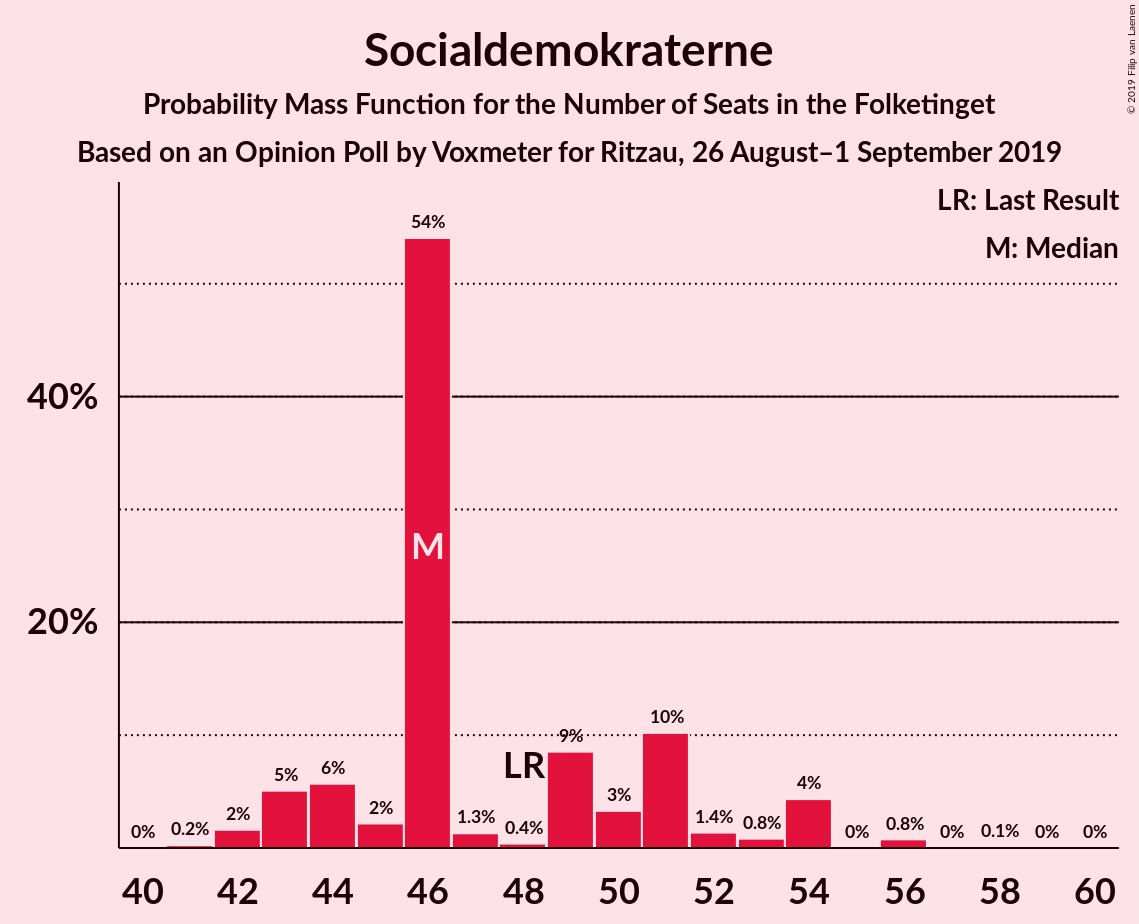 Socialdemokraterne
Probability Mass Function for the Number of Seats in the Folketinget
Based on an Opinion Poll by Voxmeter for Ritzau, 26 August–1 September 2019
© 2019 Filip van Laenen
LR: Last Result
M: Median
40%
20%
0% 0.2% 2% 5% 6% 2% 54% 1.3% 0.4% 9% 3% 10% 1.4% 0.8% 4% 0% 0.8% 0% 0.1% 0% 0%
M
LR
40 42 44 46 48 50 52 54 56 58 60